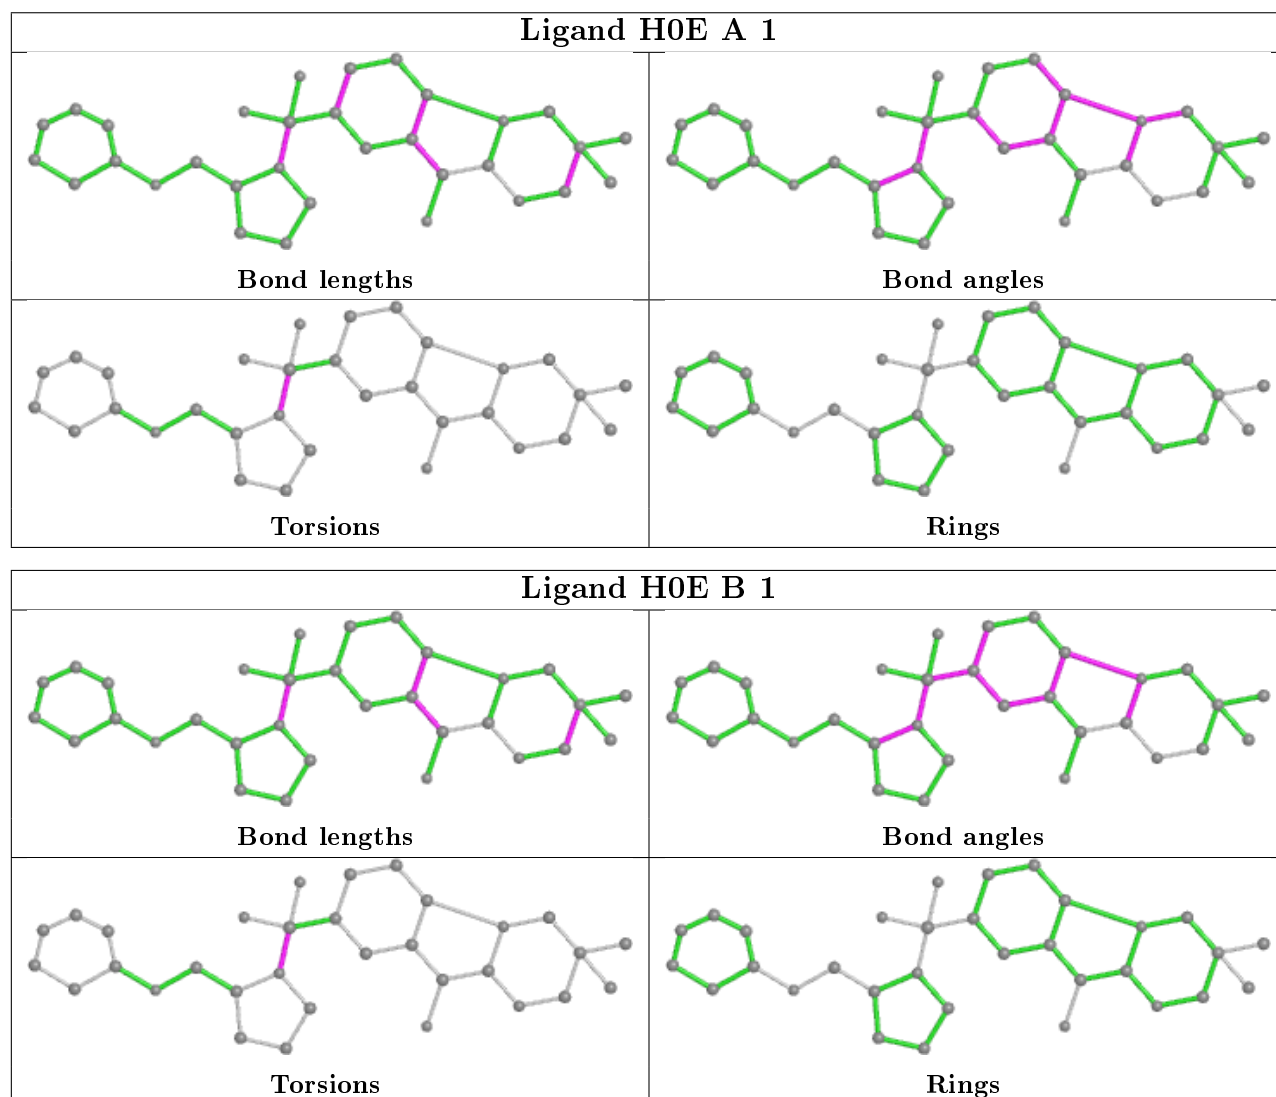 Ligand H0E A 1
Bond lengths
Bond angles
Torsions
Rings
Ligand H0E B 1
Bond lengths
Bond angles
Torsions
Rings